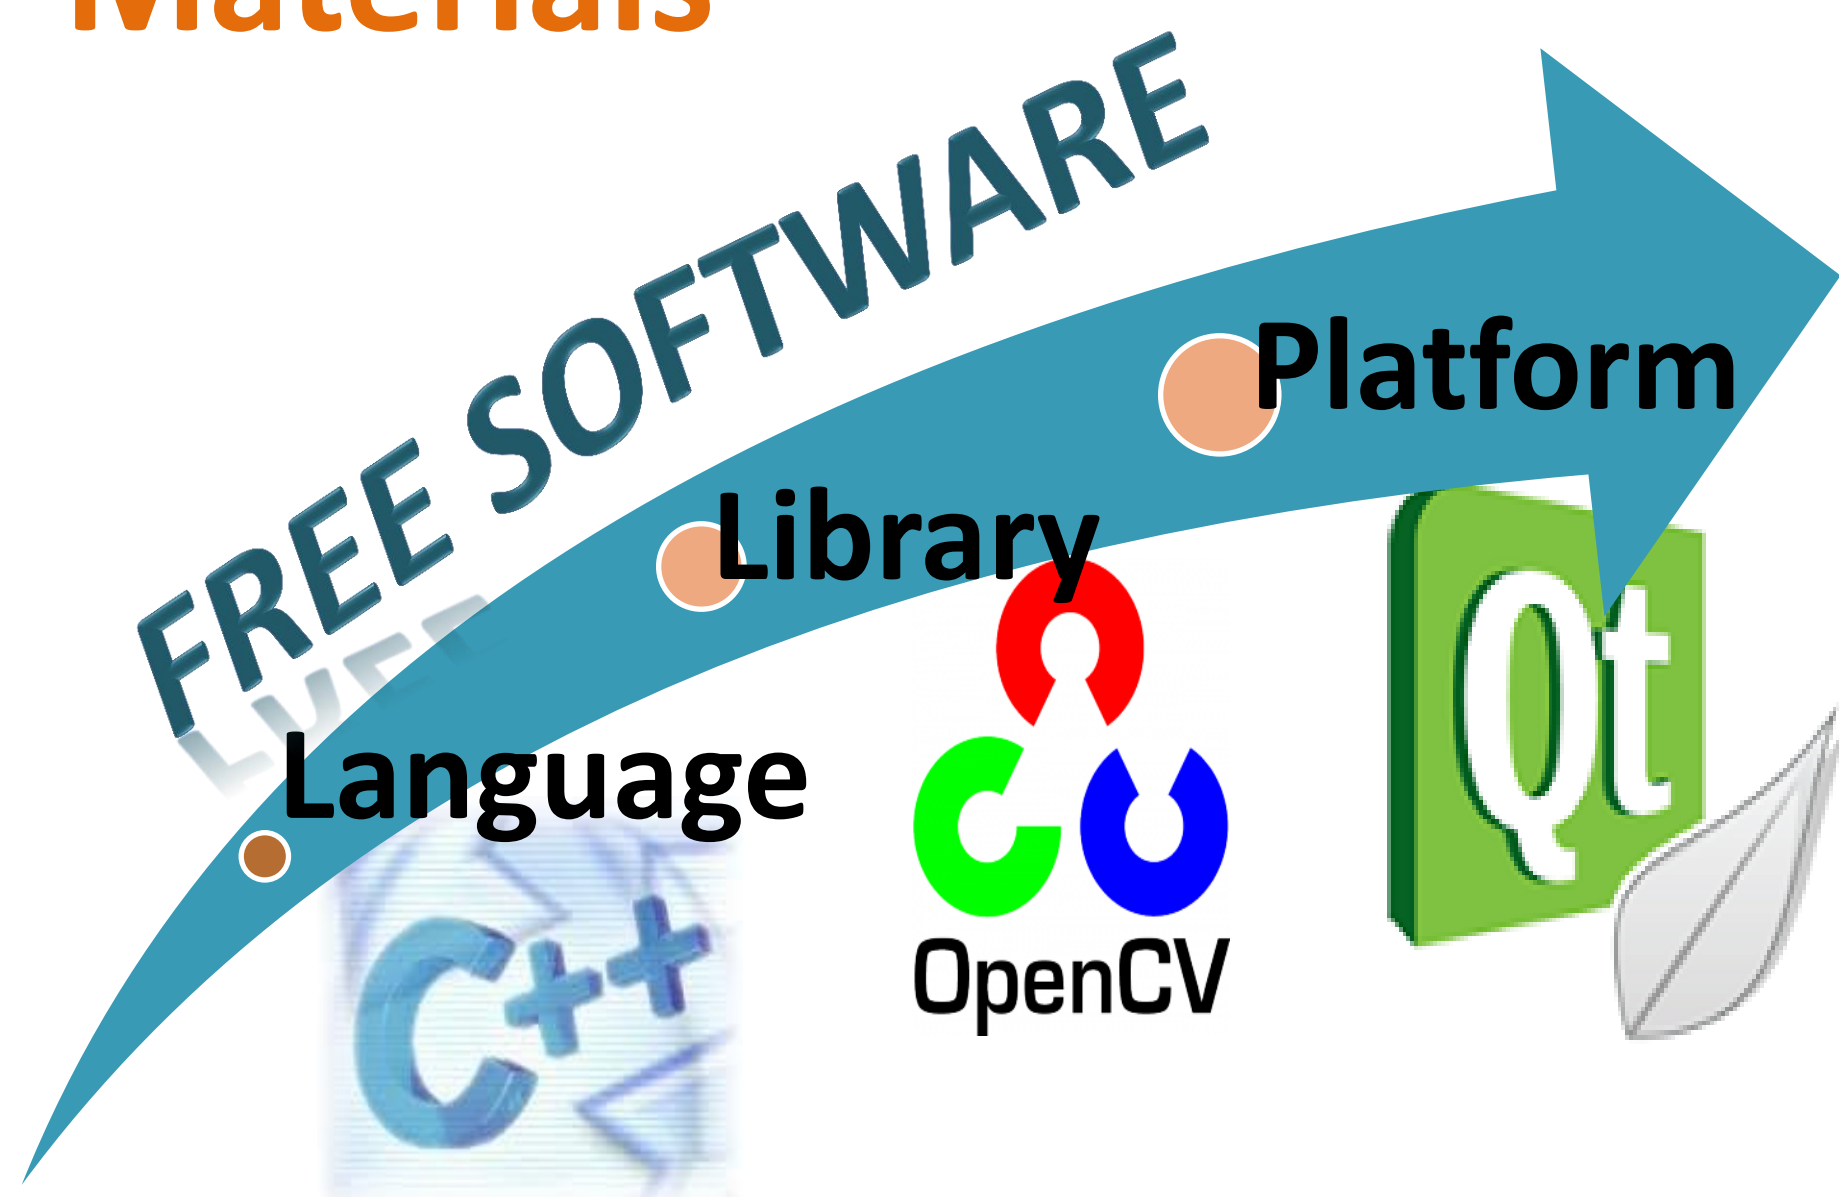 Materials
FREE SOFTWARE
Platform
Library
Language
Qt
C++
OpenCV